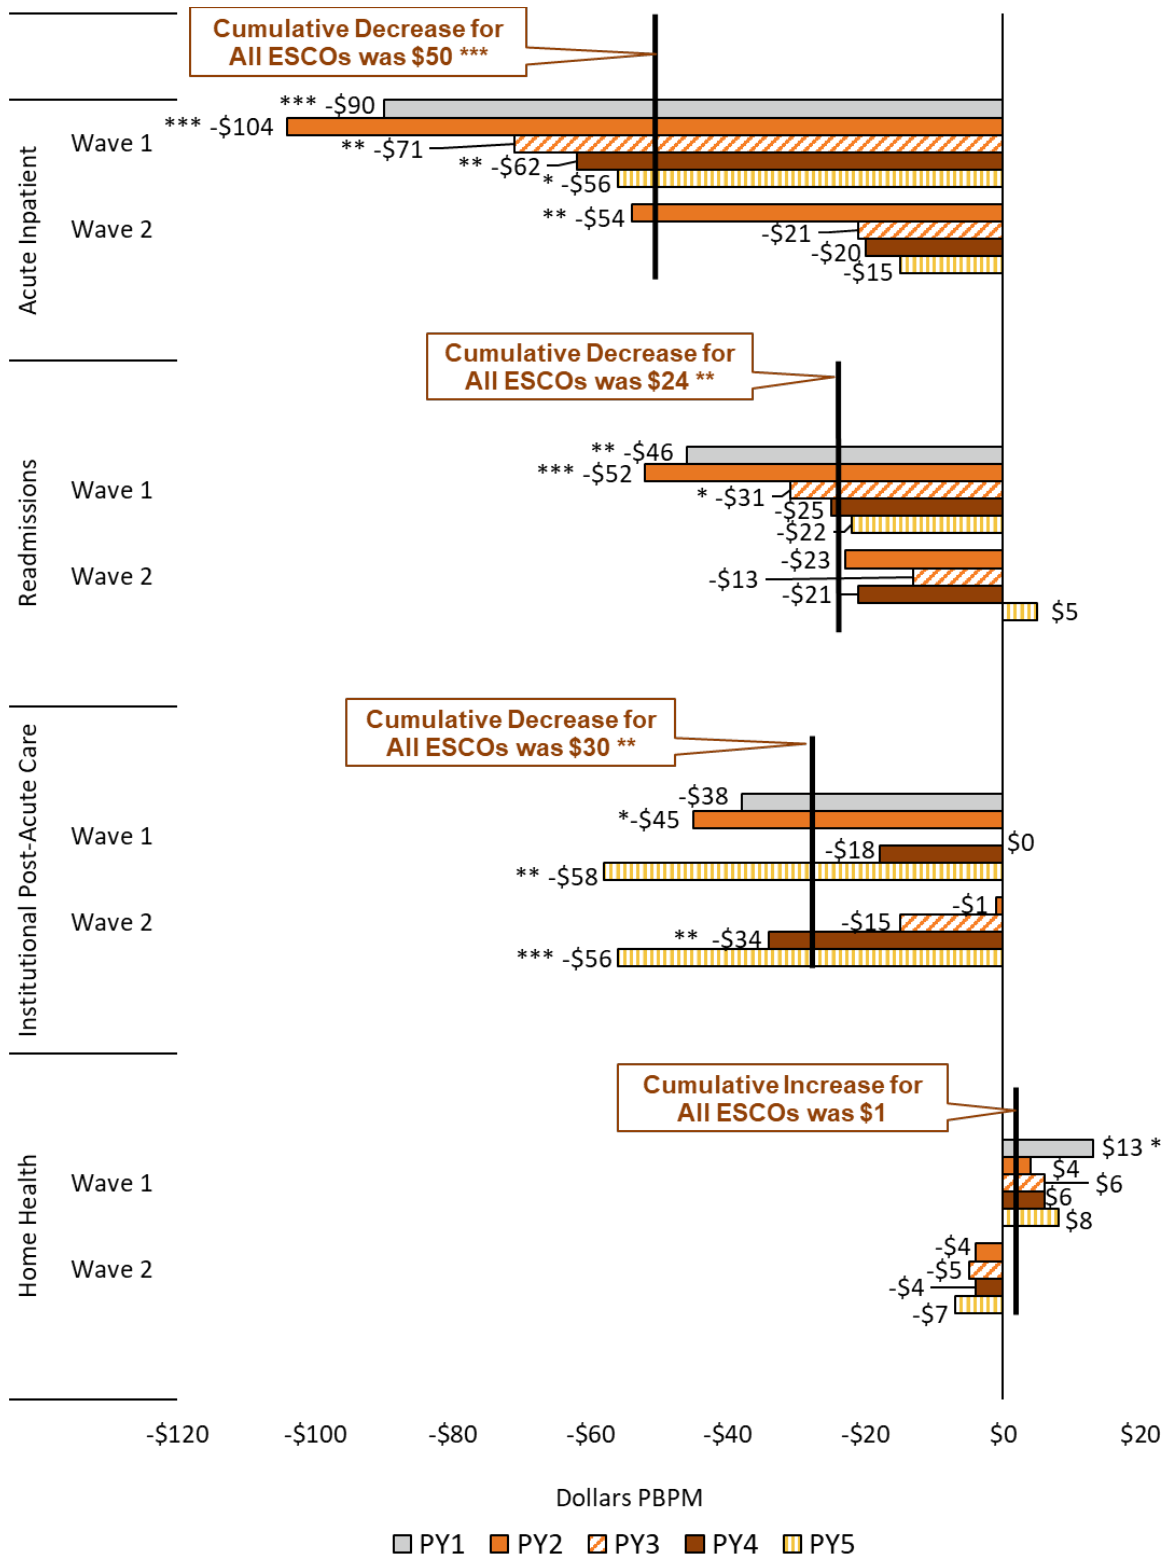 Cumulative Decrease for
All ESCOs was $50 ***
Acute Inpatient
Wave 1
*** -$90
*** -$104
** -$71
** -$62
* -$56
Wave 2
** -$54
-$21
-$20
-$15
Cumulative Decrease for
All ESCOs was $24 **
Readmissions
Wave 1
** -$46
*** -$52
* -$31
-$25
-$22
Wave 2
-$23
-$13
-$21
$5
Cumulative Decrease for
All ESCOs was $30 **
Institutional Post-Acute Care
Wave 1
-$38
*-$45
$0
-$18
** -$58
Wave 2
-$1
-$15
** -$34
*** -$56
Cumulative Increase for
All ESCOs was $1
Home Health
Wave 1
$13 *
$4
$6
$6
$8
Wave 2
-$4
-$5
-$4
-$7
-$120 -$100 -$80 -$60 -$40 -$20 $0 $20
Dollars PBPM
PY1 PY2 PY3 PY4 PY5